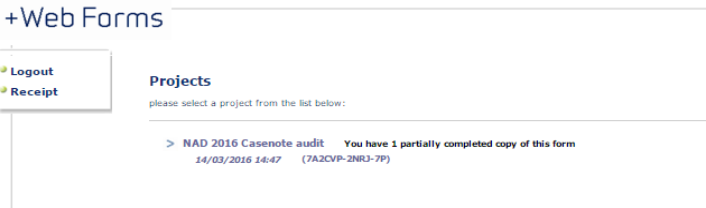 +Web Forms
Logout
Receipt
Projects
please select a project from the list below:
> NAD 2016 Casenote audit You have 1 partially completed copy of this form
14/03/2016 14:47 (7A2CVP-2NRJ-7P)